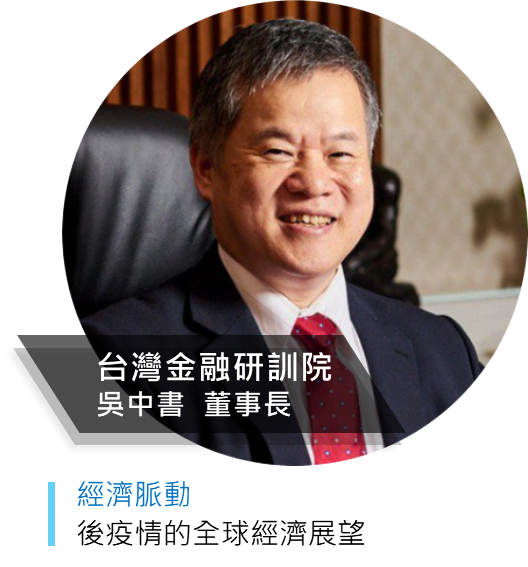 台灣金融研訓院
吳中書 董事長
經濟脈動
後疫情的全球經濟展望